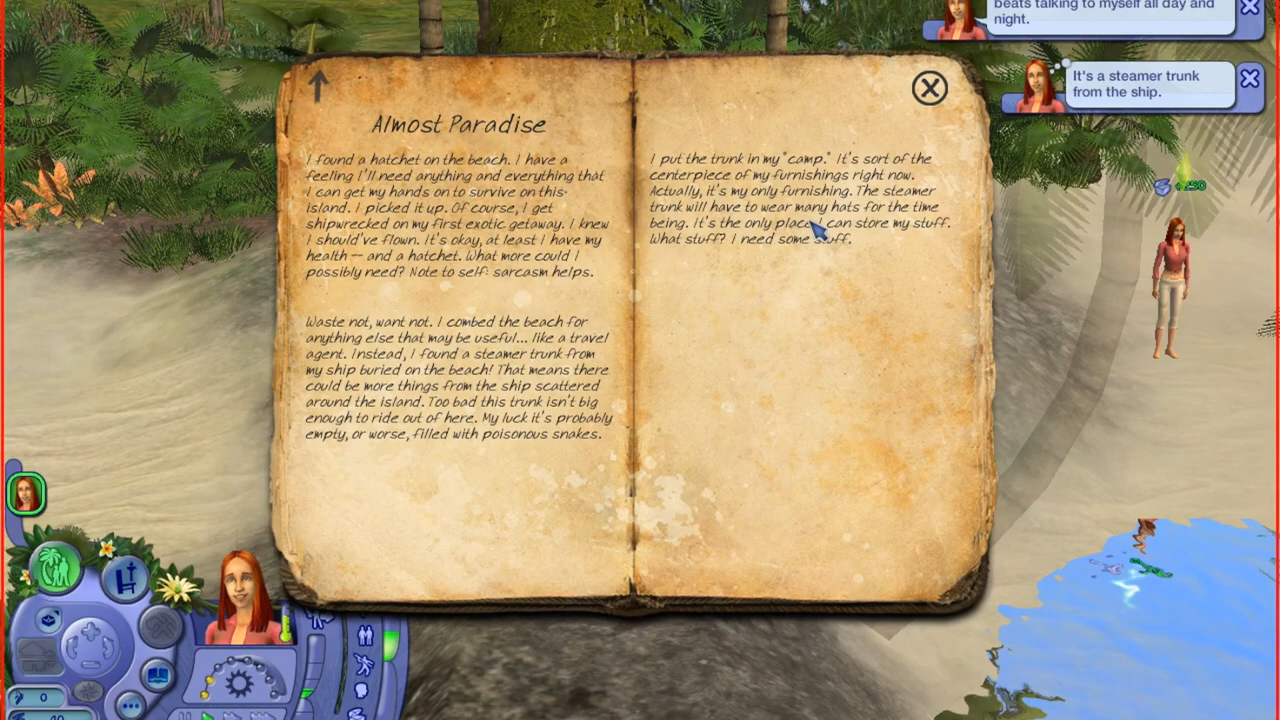 beats talking to myself all day and
night.
It's a steamer trunk
from the ship.
Almost Paradise
I found a hatchet on the beach. I have a
feeling I'll need anything and everything that
I can get my hands on to survive on this
island. I picked it up. Of course, I get
shipwrecked on my first exotic getaway. I knew
I should've flown. It's okay, at least I have my
health -- and a hatchet. What more could I
possibly need? Note to self: sarcasm helps.
Waste not, want not. I combed the beach for
anything else that may be useful... like a travel
agent. Instead, I found a steamer trunk from
my ship buried on the beach! That means there
could be more things from the ship scattered
around the island. Too bad this trunk isn't big
enough to ride out of here. My luck it's probably
empty, or worse, filled with poisonous snakes.
I put the trunk in my "camp." It's sort of the
centerpiece of my furnishings right now.
Actually, it's my only furnishing. The steamer
trunk will have to wear many hats for the time
being. It's the only place can store my stuff.
What stuff? I need some stuff.
0